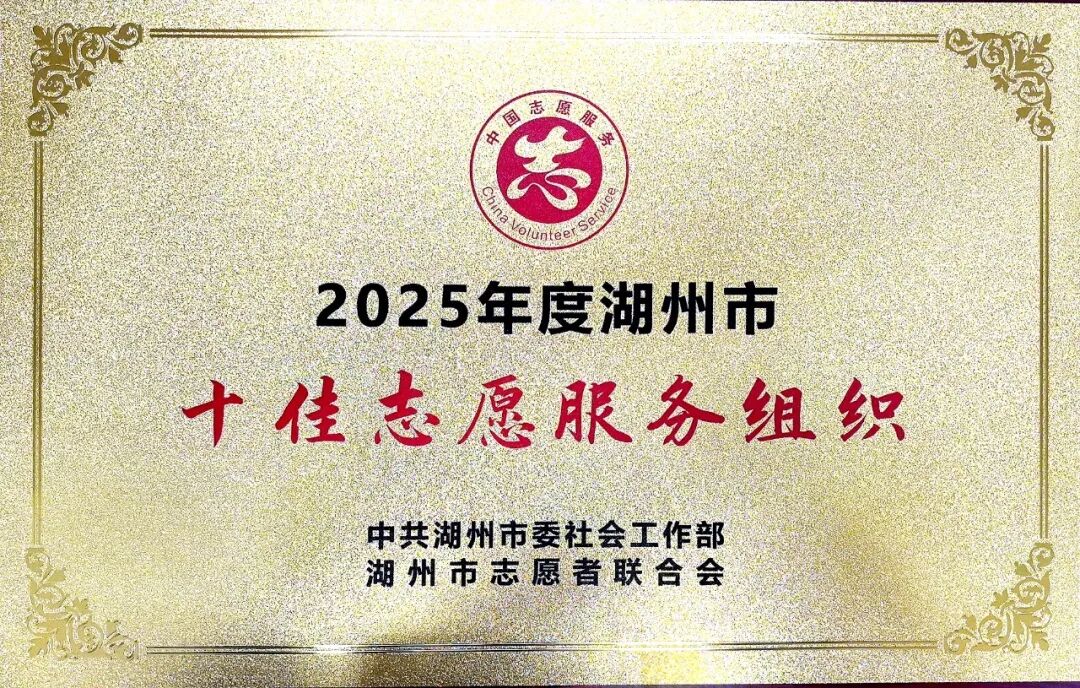 中国志愿服务
志
China Volunteer Service
2025年度湖州市
十佳志愿服务组织
中共湖州市委社会工作部
湖州市志愿者联合会